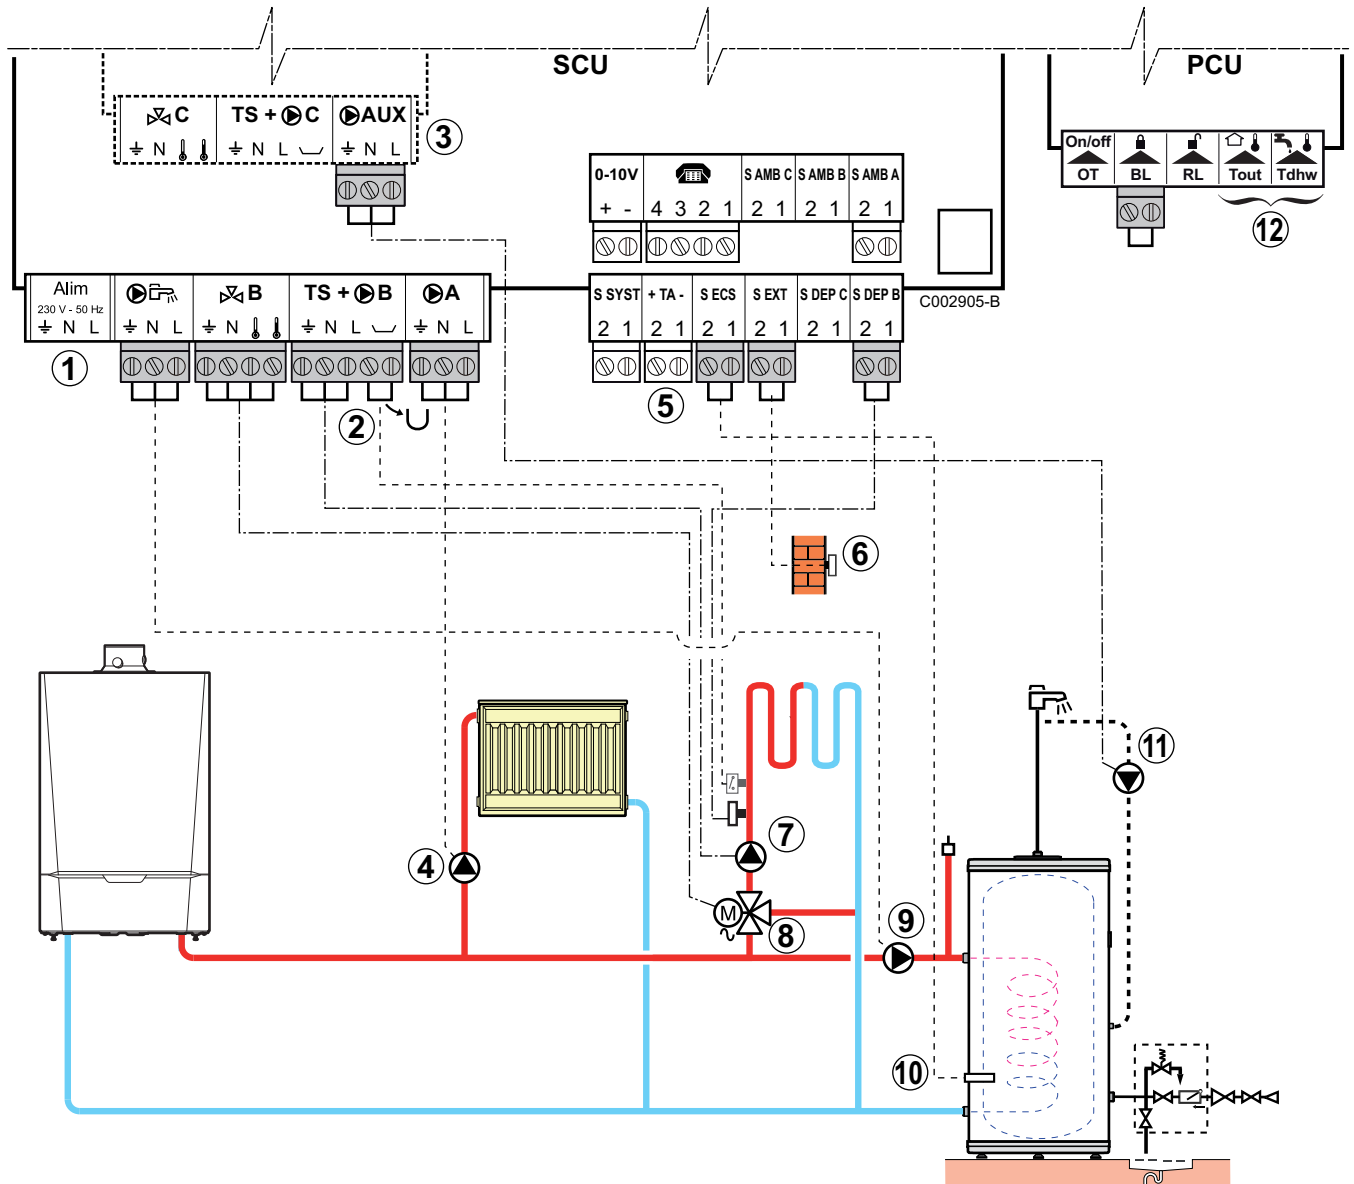 SCU
PCU
C
TS + C
AUX
N
N L
N L
3
0-10V
S AMB C
S AMB B
S AMB A
+ -
4 3 2 1
2 1
2 1
2 1
On/off
OT
BL
RL
Tout
Tdhw
12
Alim
230 V - 50 Hz
N L
N L
B
N
TS + B
N L
A
N L
S SYST
+ TA -
S ECS
S EXT
S DEP C
S DEP B
2 1
2 1
2 1
2 1
2 1
2 1
C002905-B
1
2
5
6
11
7
4
M
8
9
10